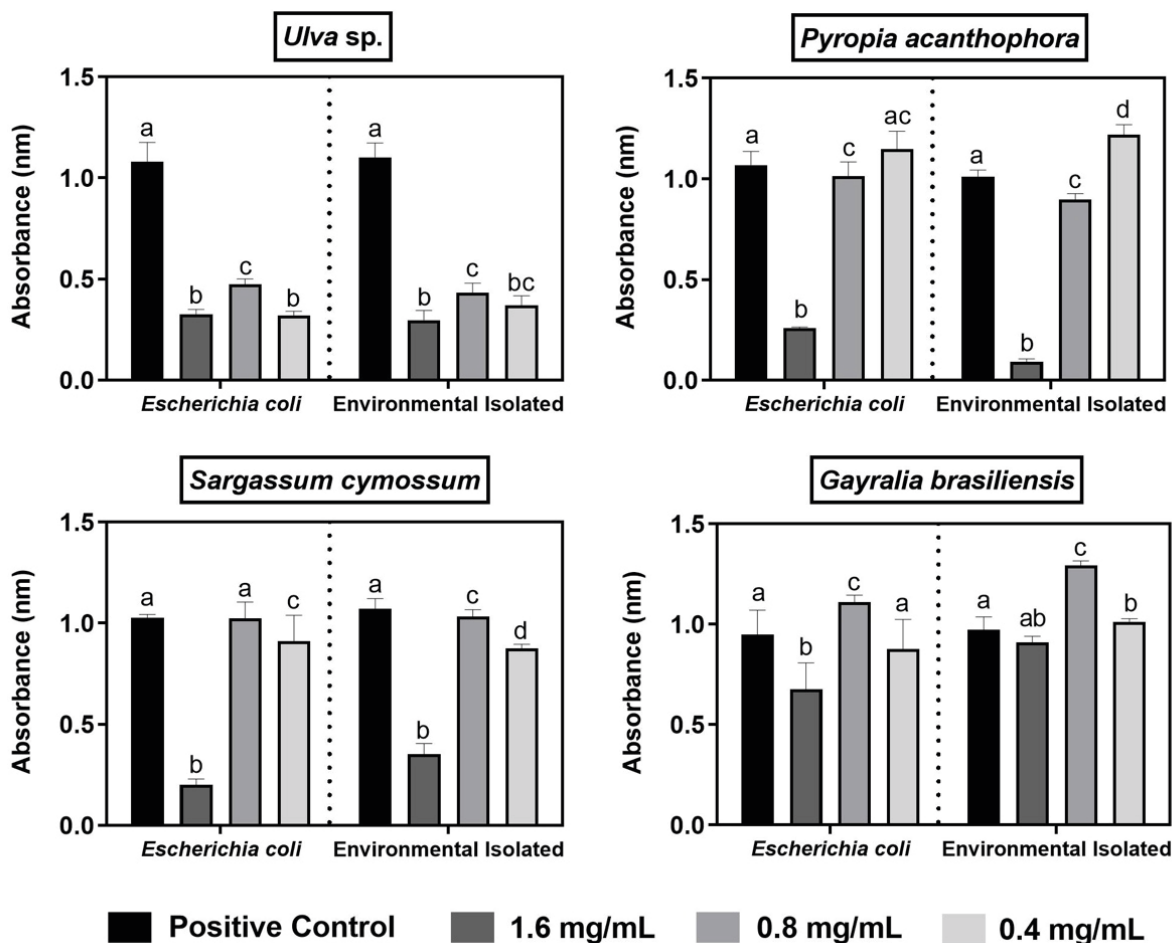 Ulva sp.
Absorbance (nm)
1.5
1.0
0.5
0.0
a
b
c
b
a
b
c
bc
Escherichia coli
Environmental Isolated
Pyropia acanthophora
Absorbance (nm)
1.5
1.0
0.5
0.0
a
b
c
ac
a
b
c
d
Escherichia coli
Environmental Isolated
Sargassum cymossum
Absorbance (nm)
1.5
1.0
0.5
0.0
a
b
a
c
a
b
c
d
Escherichia coli
Environmental Isolated
Gayralia brasiliensis
Absorbance (nm)
1.5
1.0
0.5
0.0
a
b
c
a
a
ab
c
b
Escherichia coli
Environmental Isolated
Positive Control
1.6 mg/mL
0.8 mg/mL
0.4 mg/mL